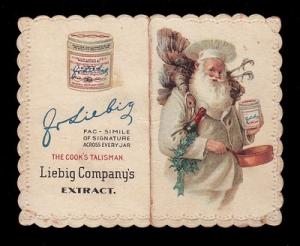 J v Liebig
FAC-SIMILE
OF SIGNATURE
ACROSS EVERY JAR
THE COOK'S TALISMAN.
Liebig Company's
EXTRACT.